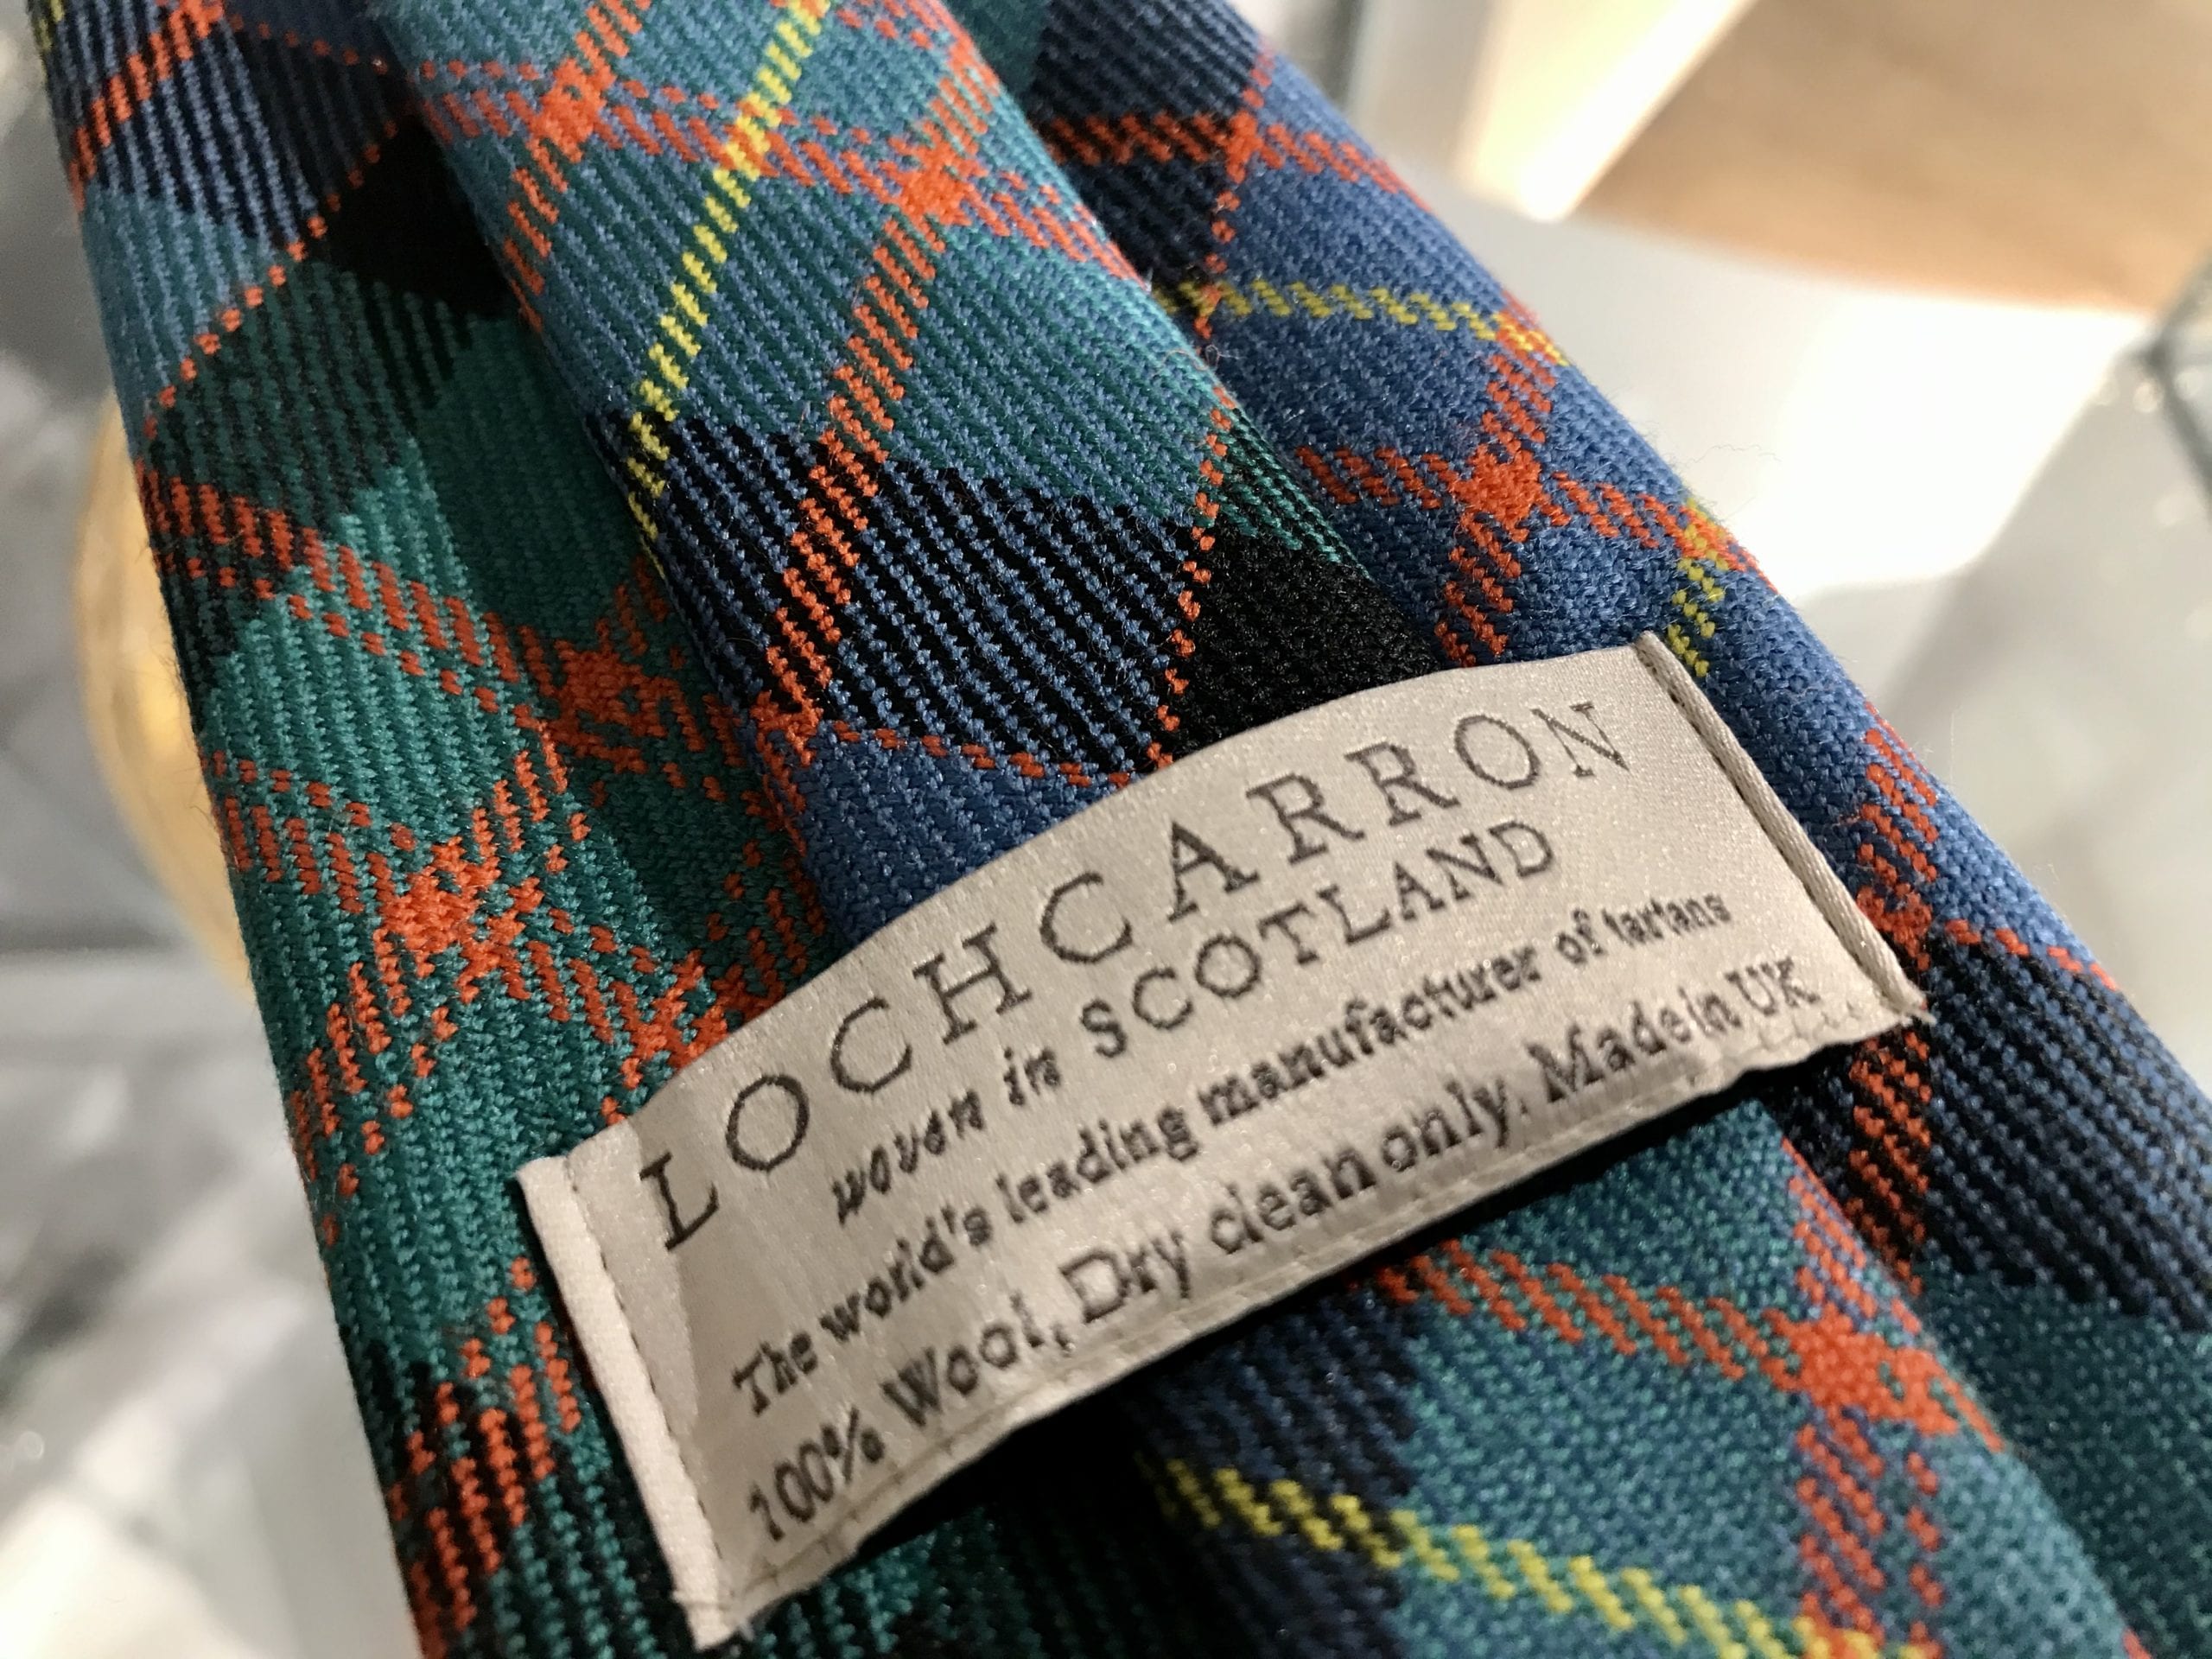 LOCHCARRON
woven in SCOTLAND
The world's leading manufacturer of tartans
100% Wool, Dry clean only. Made in UK